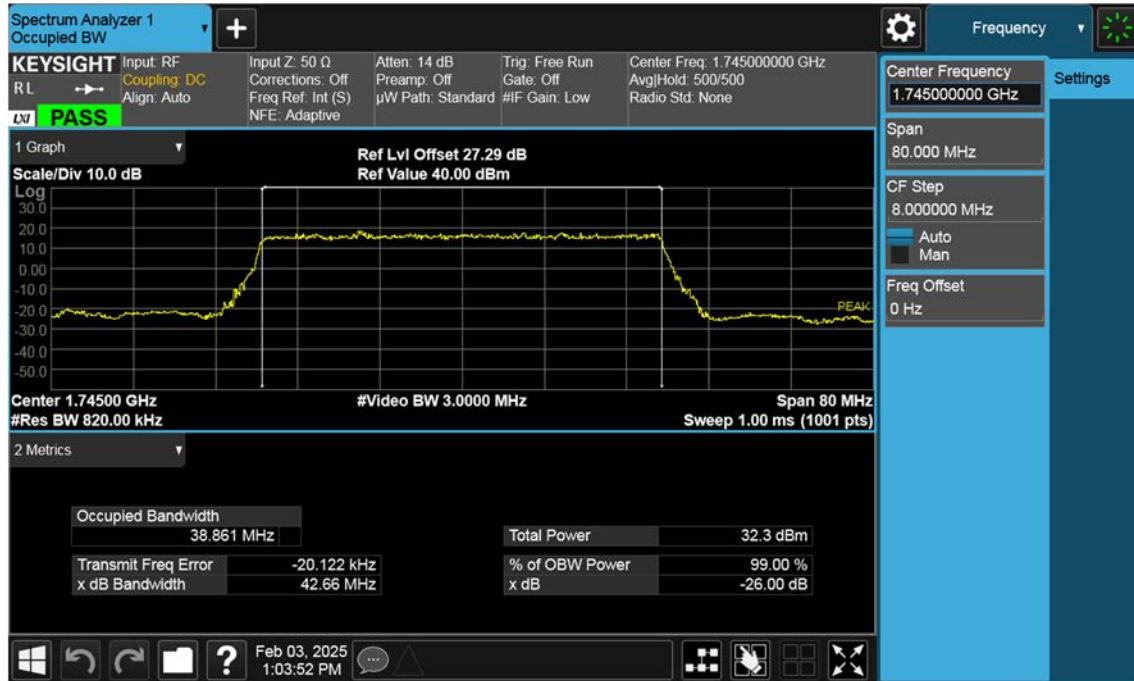 Spectrum Analyzer 1
Occupied BW
+
Frequency
KEYSIGHT
R L
LXI PASS
Input: RF
Coupling: DC
Align: Auto
Input Z: 50 Ω
Corrections: Off
Freq Ref: Int (S)
NFE: Adaptive
Atten: 14 dB
Preamp: Off
µW Path: Standard
Trig: Free Run
Gate: Off
#IF Gain: Low
Center Freq: 1.745000000 GHz
Avg|Hold: 500/500
Radio Std: None
1 Graph
Scale/Div 10.0 dB
Ref Lvl Offset 27.29 dB
Ref Value 40.00 dBm
Log
30.0
20.0
10.0
0.00
-10.0
-20.0
-30.0
-40.0
-50.0
PEAK
Center 1.74500 GHz
#Video BW 3.0000 MHz
Span 80 MHz
#Res BW 820.00 kHz
Sweep 1.00 ms (1001 pts)
2 Metrics
Occupied Bandwidth
38.861 MHz
Total Power 32.3 dBm
Transmit Freq Error -20.122 kHz
% of OBW Power 99.00 %
x dB Bandwidth 42.66 MHz
x dB -26.00 dB
Center Frequency
1.745000000 GHz
Settings
Span
80.000 MHz
CF Step
8.000000 MHz
Auto
Man
Freq Offset
0 Hz
?
Feb 03, 2025
1:03:52 PM